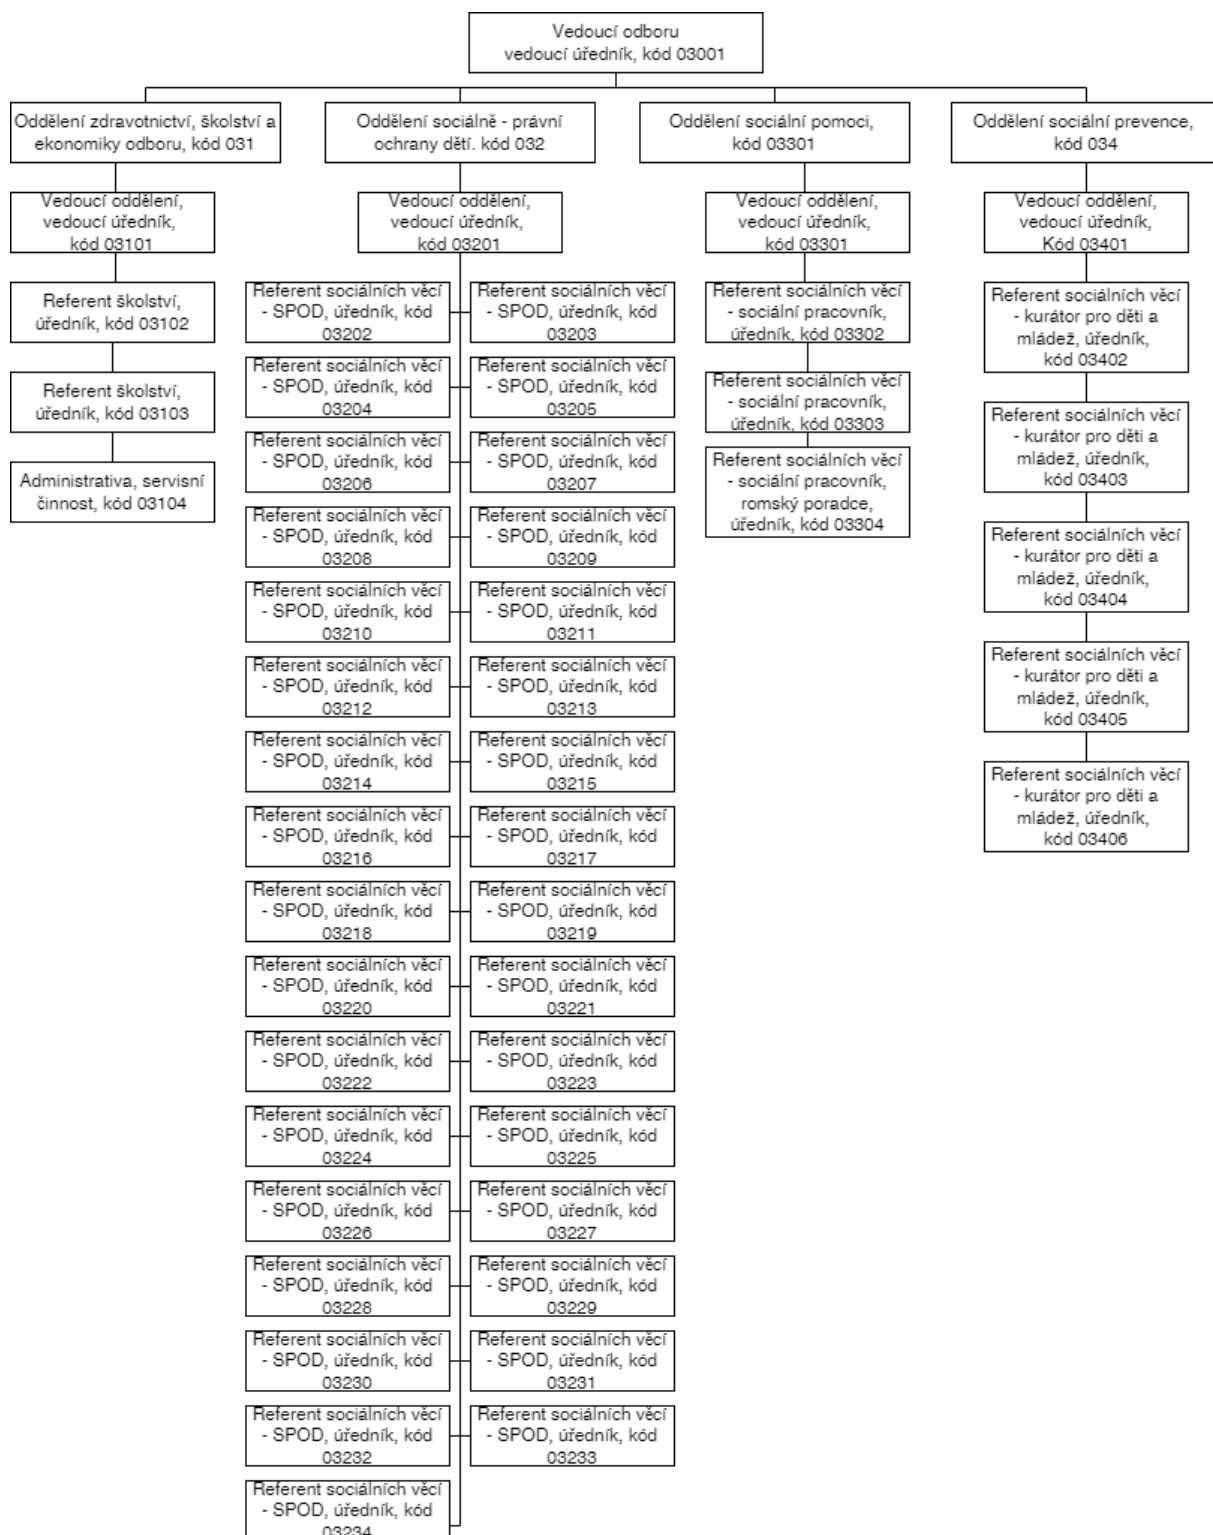 Vedoucí odboru
vedoucí úředník, kód 03001
Oddělení zdravotnictví, školství a
ekonomiky odboru, kód 031
Oddělení sociálně - právní
ochrany dětí. kód 032
Oddělení sociální pomoci,
kód 03301
Oddělení sociální prevence,
kód 034
Vedoucí oddělení,
vedoucí úředník,
kód 03101
Vedoucí oddělení,
vedoucí úředník,
kód 03201
Vedoucí oddělení,
vedoucí úředník,
kód 03301
Vedoucí oddělení,
vedoucí úředník,
Kód 03401
Referent školství,
úředník, kód 03102
Referent školství,
úředník, kód 03103
Administrativa, servisní
činnost, kód 03104
Referent sociálních věcí
- SPOD, úředník, kód
03202
Referent sociálních věcí
- SPOD, úředník, kód
03203
Referent sociálních věcí
- SPOD, úředník, kód
03204
Referent sociálních věcí
- SPOD, úředník, kód
03205
Referent sociálních věcí
- SPOD, úředník, kód
03206
Referent sociálních věcí
- SPOD, úředník, kód
03207
Referent sociálních věcí
- SPOD, úředník, kód
03208
Referent sociálních věcí
- SPOD, úředník, kód
03209
Referent sociálních věcí
- SPOD, úředník, kód
03210
Referent sociálních věcí
- SPOD, úředník, kód
03211
Referent sociálních věcí
- SPOD, úředník, kód
03212
Referent sociálních věcí
- SPOD, úředník, kód
03213
Referent sociálních věcí
- SPOD, úředník, kód
03214
Referent sociálních věcí
- SPOD, úředník, kód
03215
Referent sociálních věcí
- SPOD, úředník, kód
03216
Referent sociálních věcí
- SPOD, úředník, kód
03217
Referent sociálních věcí
- SPOD, úředník, kód
03218
Referent sociálních věcí
- SPOD, úředník, kód
03219
Referent sociálních věcí
- SPOD, úředník, kód
03220
Referent sociálních věcí
- SPOD, úředník, kód
03221
Referent sociálních věcí
- SPOD, úředník, kód
03222
Referent sociálních věcí
- SPOD, úředník, kód
03223
Referent sociálních věcí
- SPOD, úředník, kód
03224
Referent sociálních věcí
- SPOD, úředník, kód
03225
Referent sociálních věcí
- SPOD, úředník, kód
03226
Referent sociálních věcí
- SPOD, úředník, kód
03227
Referent sociálních věcí
- SPOD, úředník, kód
03228
Referent sociálních věcí
- SPOD, úředník, kód
03229
Referent sociálních věcí
- SPOD, úředník, kód
03230
Referent sociálních věcí
- SPOD, úředník, kód
03231
Referent sociálních věcí
- SPOD, úředník, kód
03232
Referent sociálních věcí
- SPOD, úředník, kód
03233
Referent sociálních věcí
- SPOD, úředník, kód
03234
Referent sociálních věcí
- sociální pracovník,
úředník, kód 03302
Referent sociálních věcí
- sociální pracovník,
úředník, kód 03303
Referent sociálních věcí
- sociální pracovník,
romský poradce,
úředník, kód 03304
Referent sociálních věcí
- kurátor pro děti a
mládež, úředník,
kód 03402
Referent sociálních věcí
- kurátor pro děti a
mládež, úředník,
kód 03403
Referent sociálních věcí
- kurátor pro děti a
mládež, úředník,
kód 03404
Referent sociálních věcí
- kurátor pro děti a
mládež, úředník,
kód 03405
Referent sociálních věcí
- kurátor pro děti a
mládež, úředník,
kód 03406